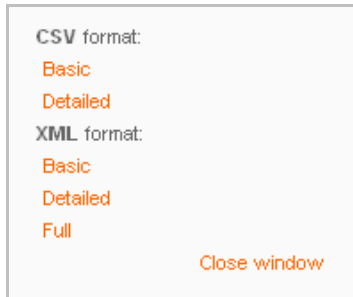 CSV format:
Basic
Detailed
XML format:
Basic
Detailed
Full
Close window